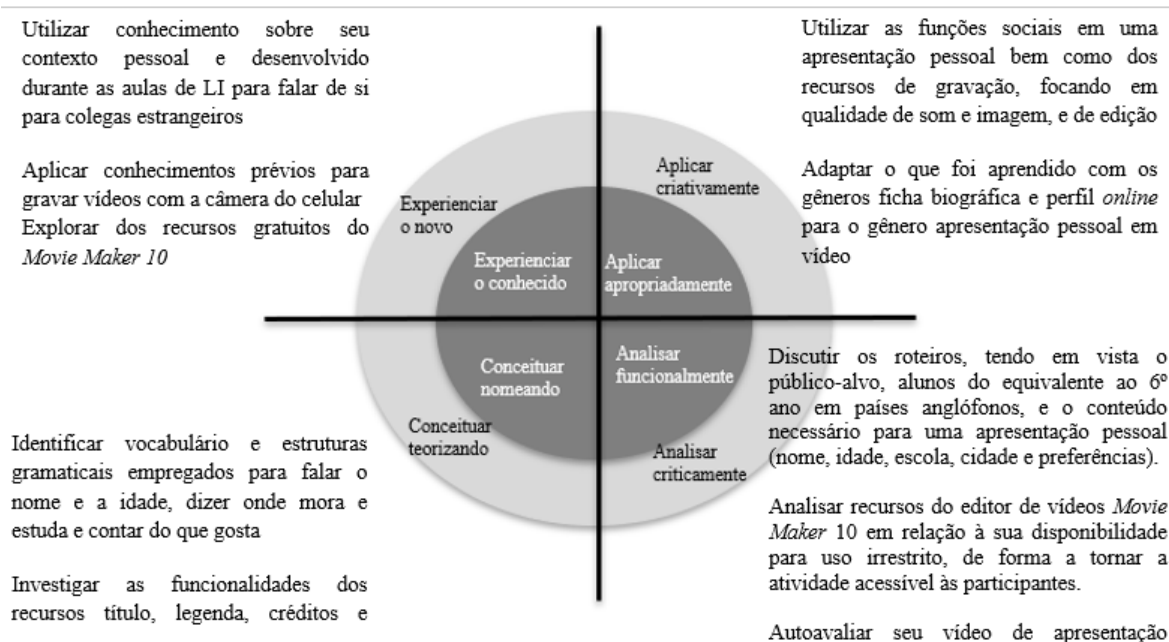 Utilizar conhecimento sobre seu
contexto pessoal e desenvolvido
durante as aulas de LI para falar de si
para colegas estrangeiros
Aplicar conhecimentos prévios para
gravar vídeos com a câmera do celular
Explorar dos recursos gratuitos do
Movie Maker 10
Utilizar as funções sociais em uma
apresentação pessoal bem como dos
recursos de gravação, focando em
qualidade de som e imagem, e de edição
Adaptar o que foi aprendido com os
gêneros ficha biográfica e perfil online
para o gênero apresentação pessoal em
vídeo
Experienciar
o novo
Aplicar
criativamente
Experienciar
o conhecido
Aplicar
apropriadamente
Conceituar
nomeando
Analisar
funcionalmente
Conceituar
teorizando
Analisar
criticamente
Identificar vocabulário e estruturas
gramaticais empregados para falar o
nome e a idade, dizer onde mora e
estuda e contar do que gosta
Investigar as funcionalidades dos
recursos título, legenda, créditos e
Discutir os roteiros, tendo em vista o
público-alvo, alunos do equivalente ao 6º
ano em países anglófonos, e o conteúdo
necessário para uma apresentação pessoal
(nome, idade, escola, cidade e preferências).
Analisar recursos do editor de vídeos Movie
Maker 10 em relação à sua disponibilidade
para uso irrestrito, de forma a tornar a
atividade acessível às participantes.
Autoavaliar seu vídeo de apresentação